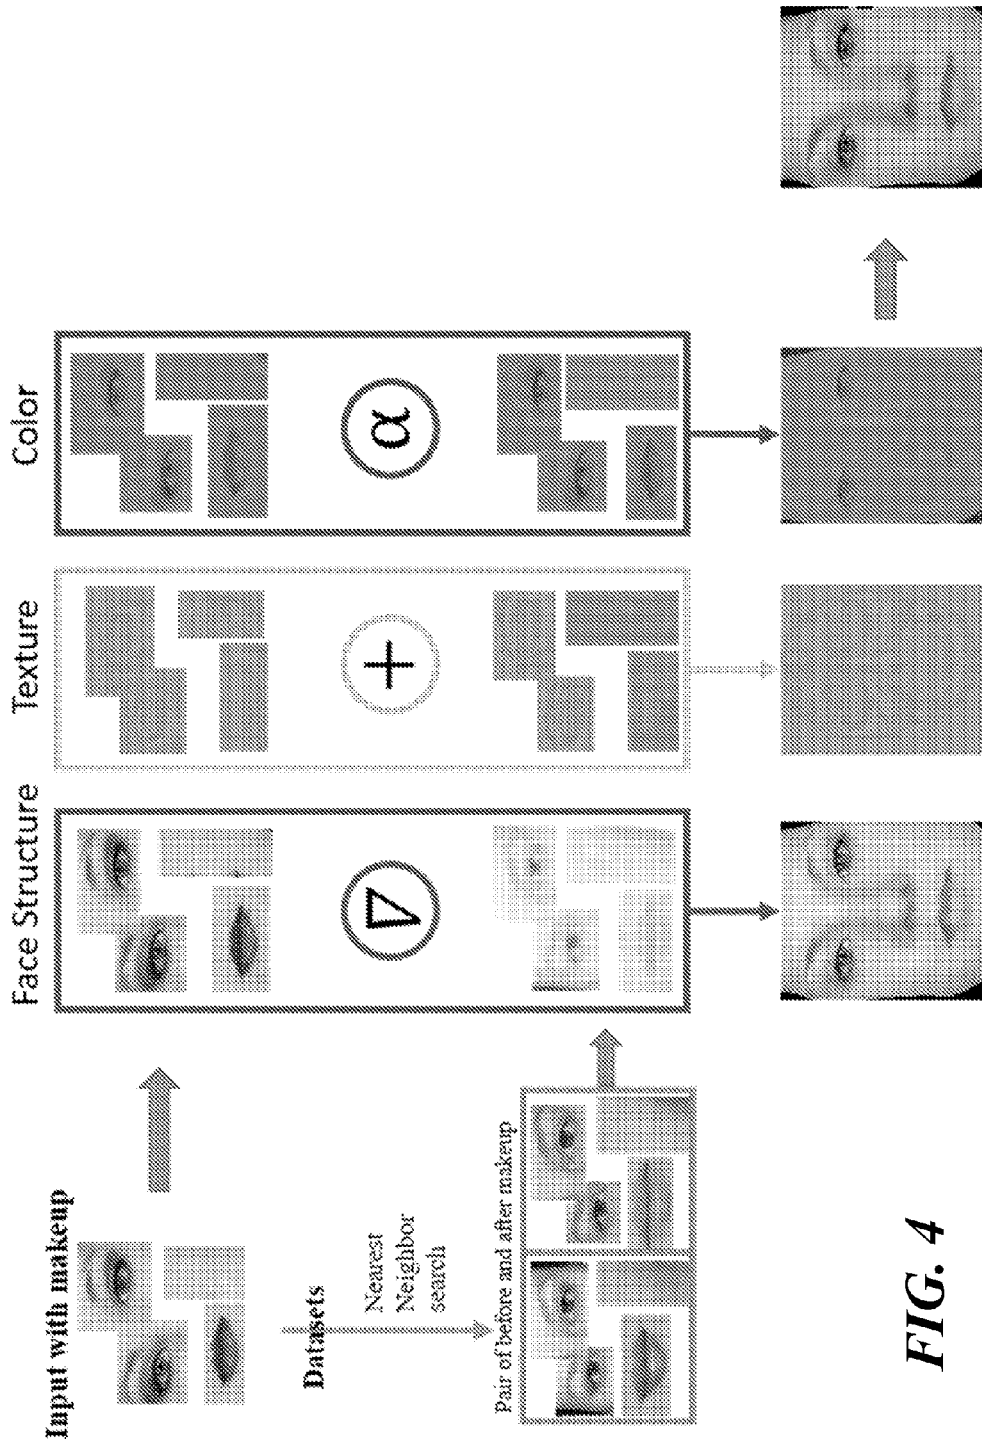 Face Structure
Texture
Color
Input with makeup
α
+
∇
Datasets
Nearest
Neighbor
search
Pair of before and after makeup
FIG. 4